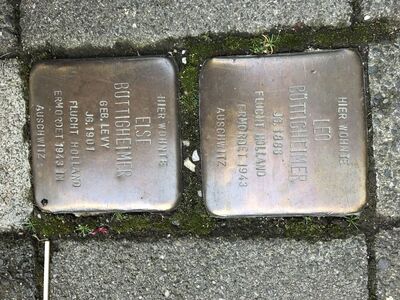 HIER WOHNTE
ELSE
BOTTIGHEIMER
GEB. LEVY
JG. 1901
FLUCHT HOLLAND
ERMORDET 1943 IN
AUSCHWITZ
HIER WOHNTE
LEO
BOTTIGHEIMER
JG. 1886
FLUCHT HOLLAND
ERMORDET 1943
AUSCHWITZ